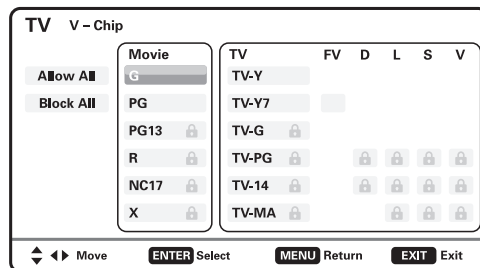 TV V - Chip
Movie TV FV D L S V
Allow All G TV-Y
Block All PG TV-Y7
PG13 TV-G
R TV-PG
NC17 TV-14
X TV-MA
Move ENTER Select MENU Return EXIT Exit